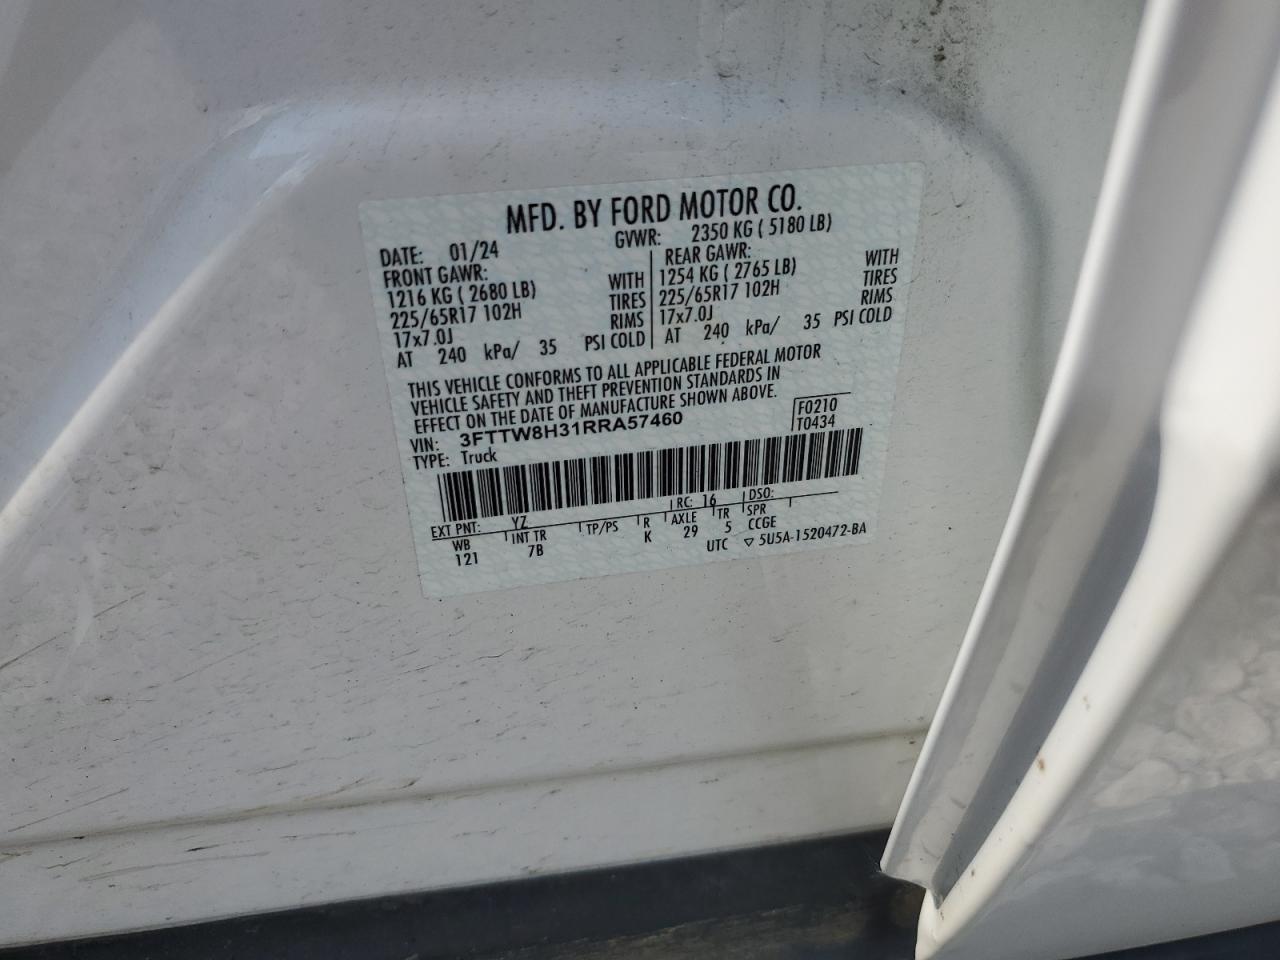 MFD. BY FORD MOTOR CO.
DATE: 01/24 GVWR: 2350 KG ( 5180 LB)
FRONT GAWR: REAR GAWR:
1216 KG ( 2680 LB) WITH 1254 KG ( 2765 LB) WITH
225/65R17 102H TIRES 225/65R17 102H TIRES
17x7.0J RIMS 17x7.0J RIMS
AT 240 kPa/ 35 PSI COLD AT 240 kPa/ 35 PSI COLD
THIS VEHICLE CONFORMS TO ALL APPLICABLE FEDERAL MOTOR
VEHICLE SAFETY AND THEFT PREVENTION STANDARDS IN
EFFECT ON THE DATE OF MANUFACTURE SHOWN ABOVE.
VIN: 3FTTW8H31RRA57460 F0210
TYPE: Truck T0434
EXT PNT: YZ RC: 16 DSO:
WB INT TR TP/PS R AXLE TR SPR
121 7B K 29 5 CCGE
UTC ▽ 5U5A-1520472-BA